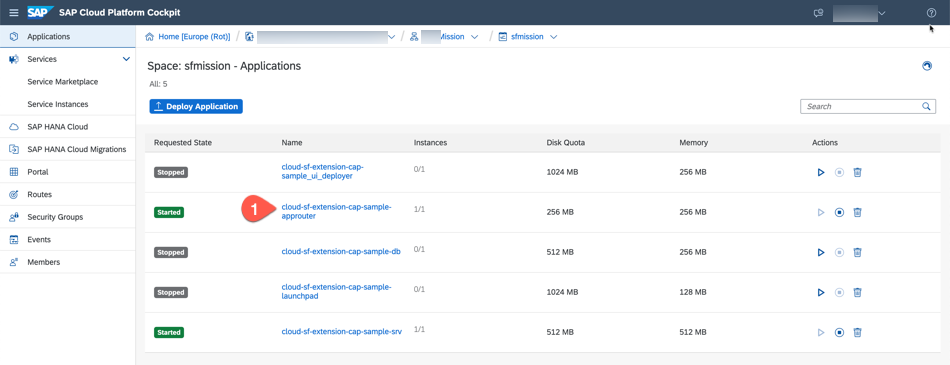 SAP SAP Cloud Platform Cockpit
Applications
Services
Service Marketplace
Service Instances
SAP HANA Cloud
SAP HANA Cloud Migrations
Portal
Routes
Security Groups
Events
Members
Home [Europe (Rot)] / / Mission / sfmission
Space: sfmission - Applications
All: 5
Deploy Application
Search
Requested State Name Instances Disk Quota Memory Actions
Stopped cloud-sf-extension-cap- 0/1 1024 MB 256 MB
sample_ui_deployer
1
Started cloud-sf-extension-cap-sample- 1/1 256 MB 256 MB
approuter
Stopped cloud-sf-extension-cap-sample-db 0/1 512 MB 256 MB
Stopped cloud-sf-extension-cap-sample- 0/1 1024 MB 128 MB
launchpad
Started cloud-sf-extension-cap-sample-srv 1/1 512 MB 512 MB